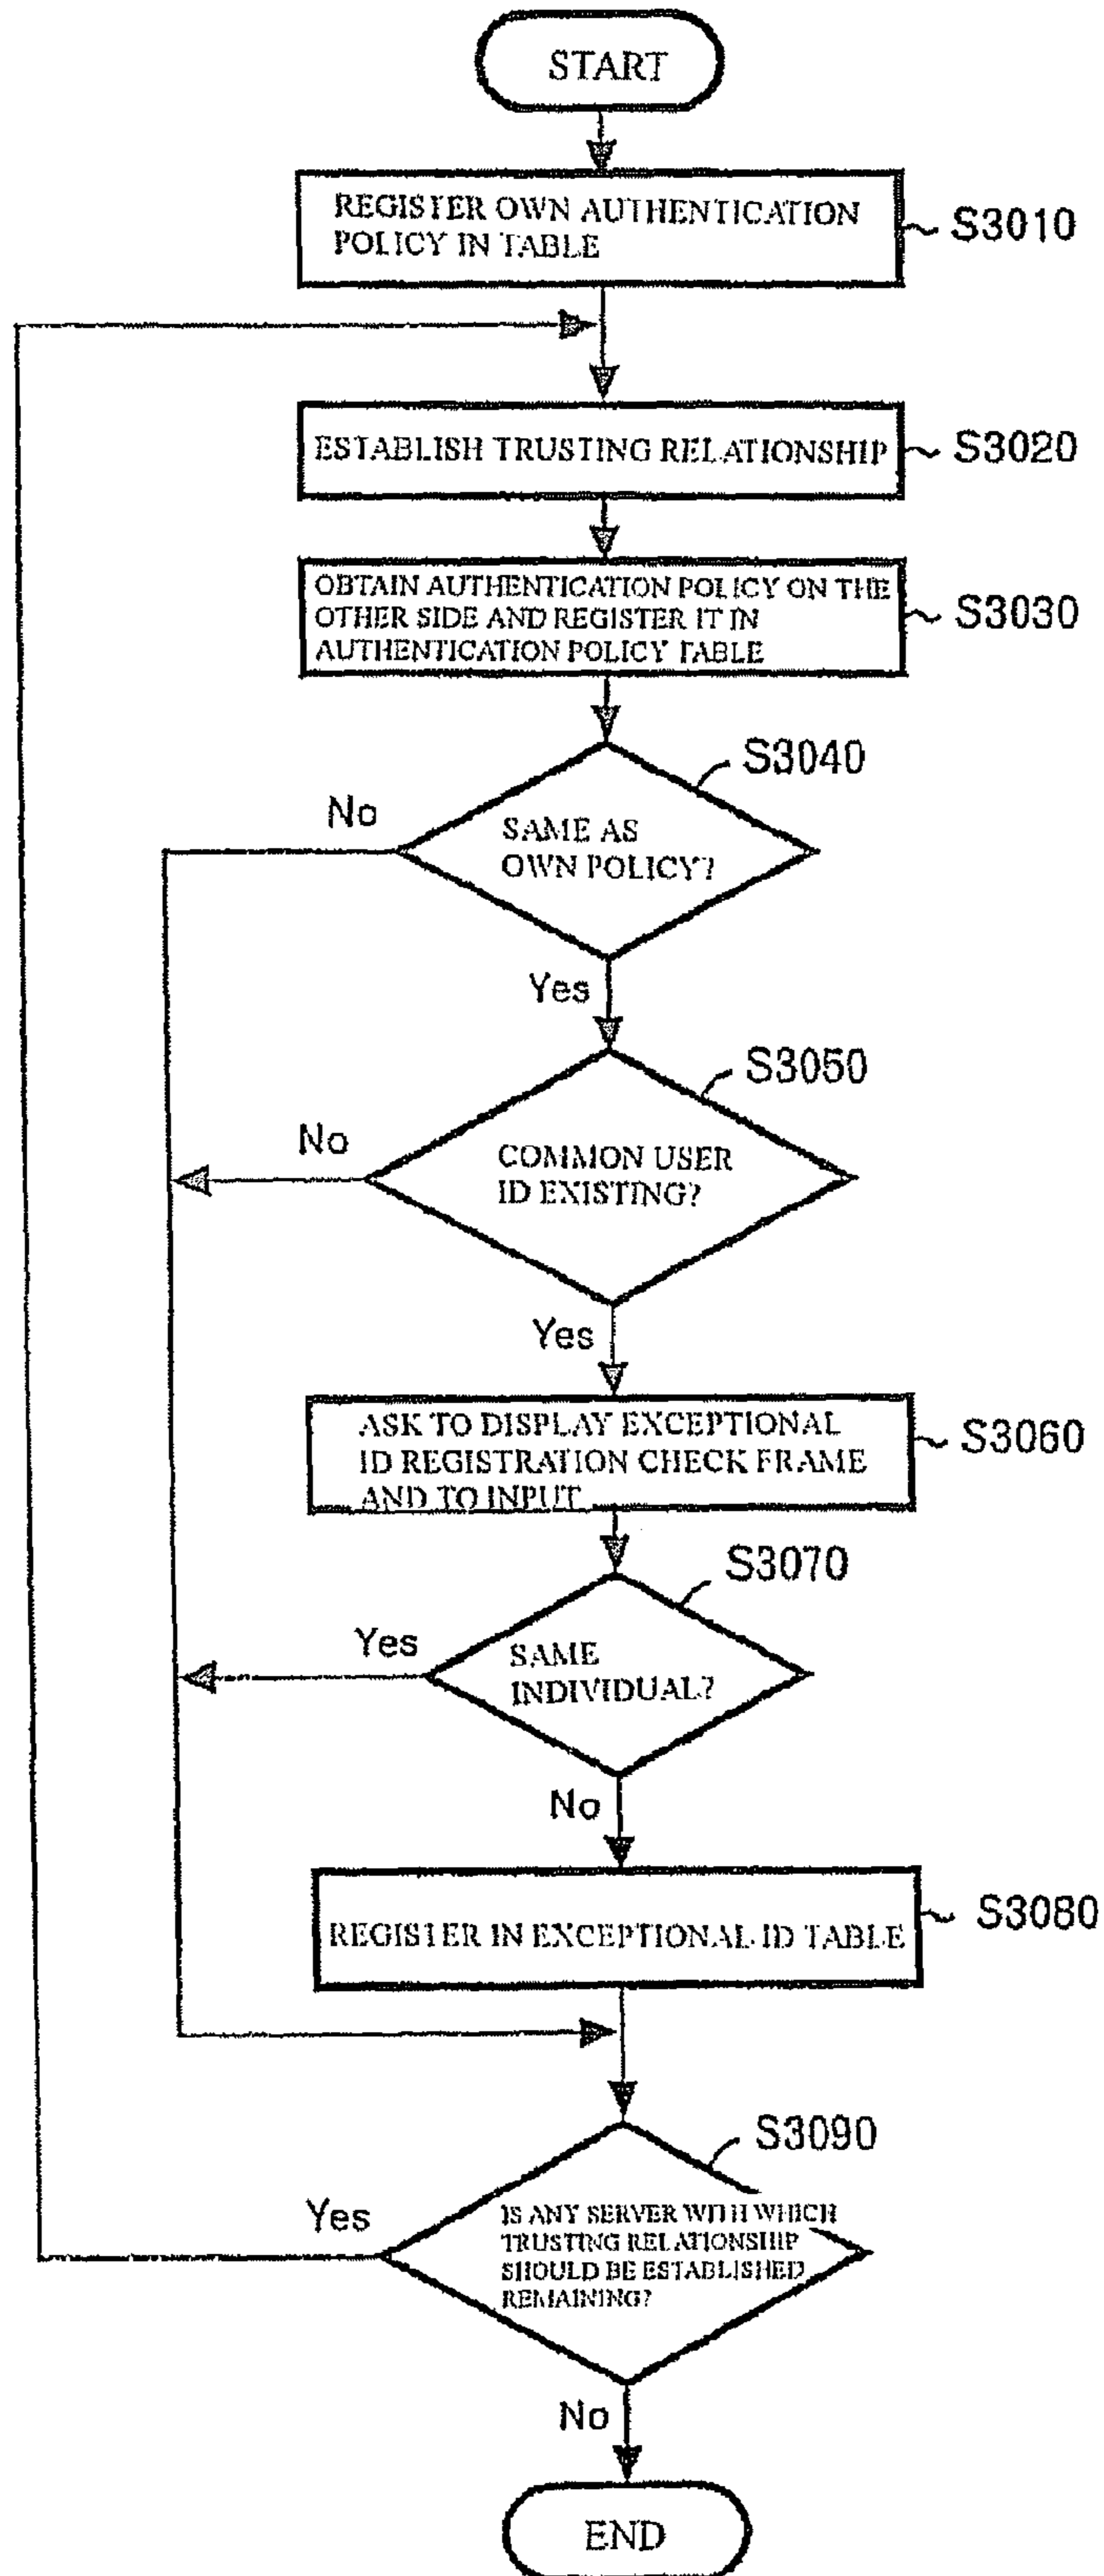 START
REGISTER OWN AUTHENTICATION
POLICY IN TABLE
S3010
ESTABLISH TRUSTING RELATIONSHIP
S3020
OBTAIN AUTHENTICATION POLICY ON THE
OTHER SIDE AND REGISTER IT IN
AUTHENTICATION POLICY TABLE
S3030
S3040
No
SAME AS
OWN POLICY?
Yes
S3050
No
COMMON USER
ID EXISTING?
Yes
ASK TO DISPLAY EXCEPTIONAL
ID REGISTRATION CHECK FRAME
AND TO INPUT
S3060
S3070
Yes
SAME
INDIVIDUAL?
No
REGISTER IN EXCEPTIONAL ID TABLE
S3080
S3090
Yes
IS ANY SERVER WITH WHICH
TRUSTING RELATIONSHIP
SHOULD BE ESTABLISHED
REMAINING?
No
END